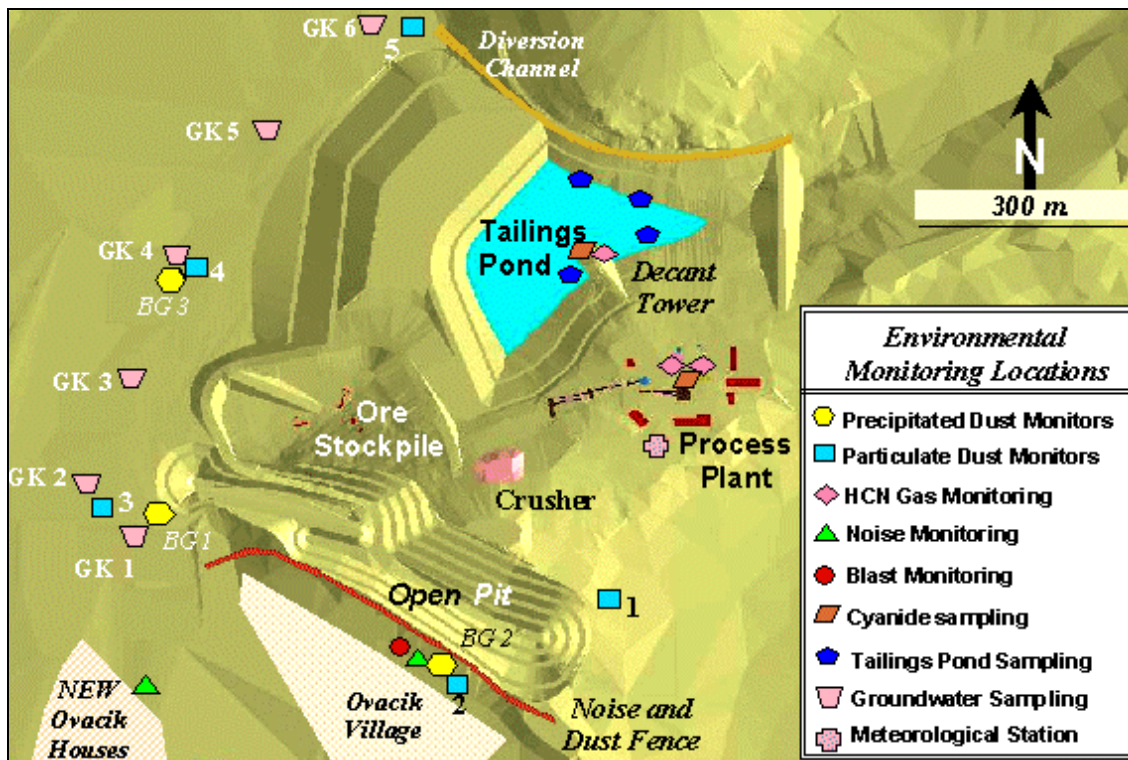 GK 6
5
Diversion
Channel
GK 5
N
300 m.
GK 4
4
BG 3
Tailings
Pond
Decant
Tower
GK 3
Ore
Stockpile
Process
Plant
Crusher
GK 2
3
BG1
GK 1
Open Pit
1
BG 2
2
NEW
Ovacik
Houses
Ovacik
Village
Noise and
Dust Fence
Environmental
Monitoring Locations
Precipitated Dust Monitors
Particulate Dust Monitors
HCN Gas Monitoring
Noise Monitoring
Blast Monitoring
Cyanide sampling
Tailings Pond Sampling
Groundwater Sampling
Meteorological Station